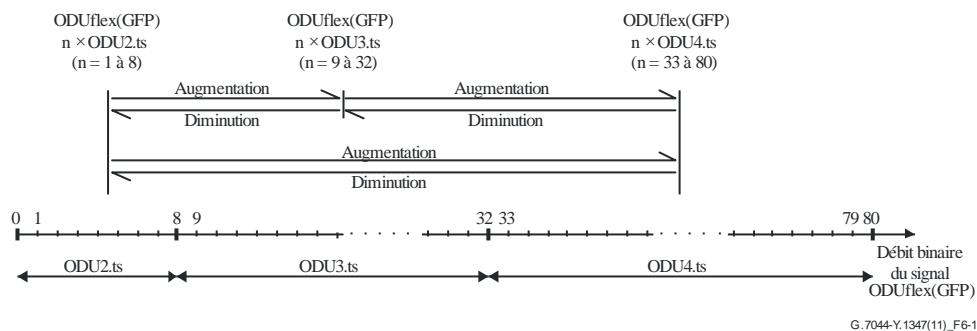 ODUflex(GFP)
n × ODU2.ts
(n = 1 à 8)
ODUflex(GFP)
n × ODU3.ts
(n = 9 à 32)
ODUflex(GFP)
n × ODU4.ts
(n = 33 à 80)
Augmentation
Augmentation
Diminution
Diminution
Augmentation
Diminution
0 1 8 9 32 33 79 80
ODU2.ts
ODU3.ts
ODU4.ts
Débit binaire
du signal
ODUflex(GFP)
G.7044-Y.1347(11)_F6-1